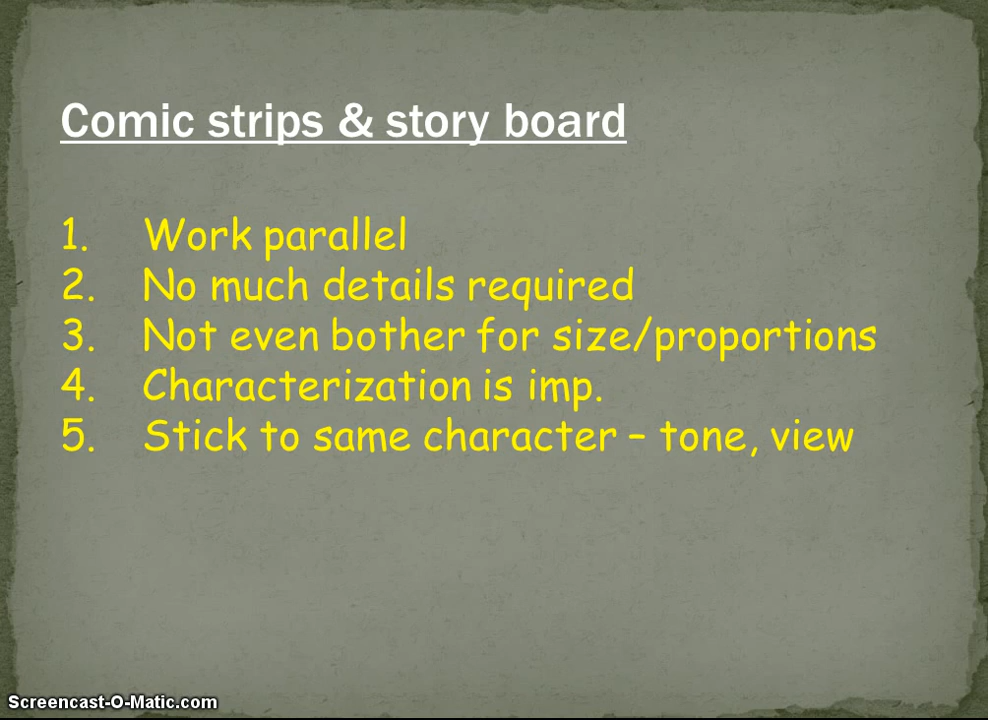 Comic strips & story board
1. Work parallel
2. No much details required
3. Not even bother for size/proportions
4. Characterization is imp.
5. Stick to same character – tone, view
Screencast-O-Matic.com